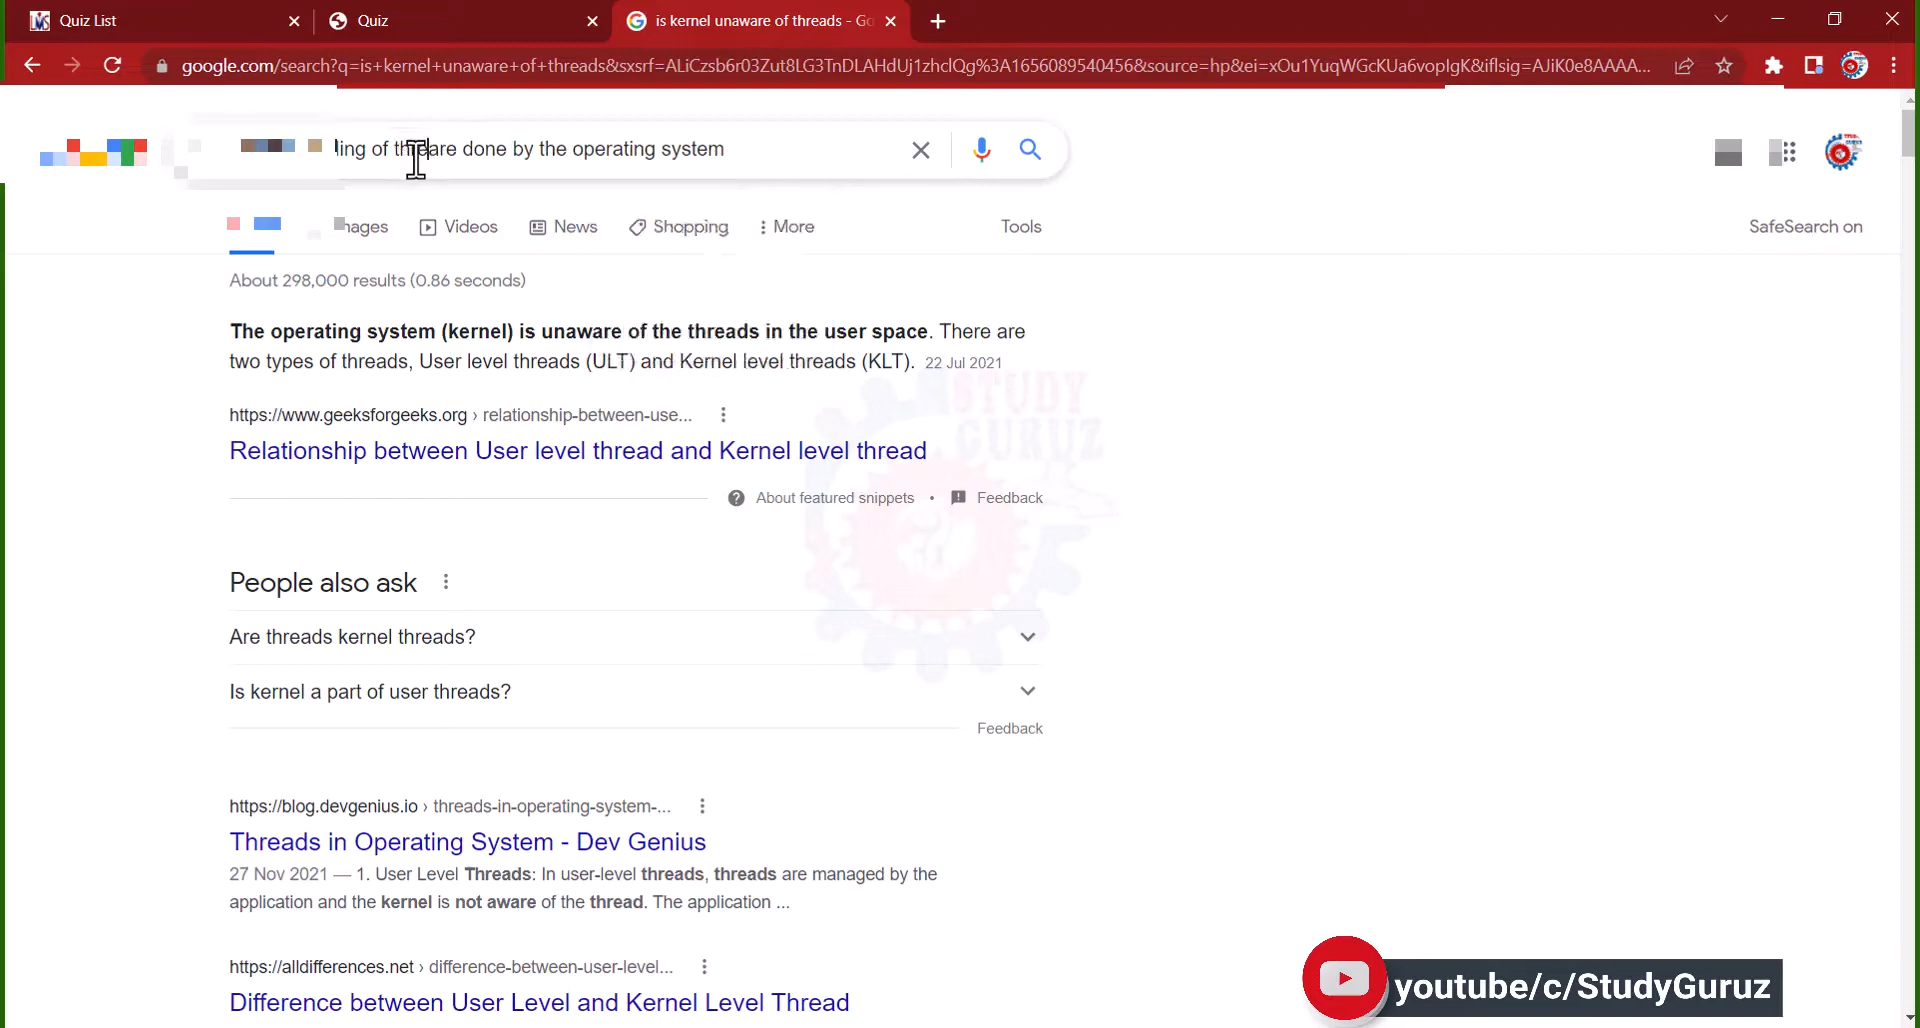 Quiz List
Quiz
is kernel unaware of threads - Go
google.com/search?q=is+kernel+unaware+of+threads&sxsrf=ALiCzsb6r03Zut8LG3TnDLAHdUj1zhclQg%3A1656089540456&source=hp&ei=xOu1YuqWGcKUa6vopIgK&iflsig=AJiK0e8AAAA...
ling of threare done by the operating system
nages
Videos
News
Shopping
More
Tools
SafeSearch on
About 298,000 results (0.86 seconds)
The operating system (kernel) is unaware of the threads in the user space. There are
two types of threads, User level threads (ULT) and Kernel level threads (KLT). 22 Jul 2021
https://www.geeksforgeeks.org › relationship-between-use...
Relationship between User level thread and Kernel level thread
About featured snippets • Feedback
STUDY
GURUZ
People also ask
Are threads kernel threads?
Is kernel a part of user threads?
Feedback
https://blog.devgenius.io › threads-in-operating-system-...
Threads in Operating System - Dev Genius
27 Nov 2021 — 1. User Level Threads: In user-level threads, threads are managed by the
application and the kernel is not aware of the thread. The application ...
https://alldifferences.net › difference-between-user-level...
Difference between User Level and Kernel Level Thread
youtube/c/StudyGuruz